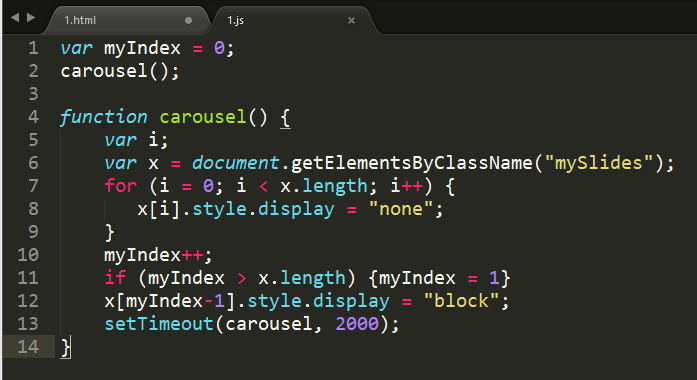 1.html
1.js
1 var myIndex = 0;
2 carousel();
3
4 function carousel() {
5     var i;
6     var x = document.getElementsByClassName("mySlides");
7     for (i = 0; i < x.length; i++) {
8        x[i].style.display = "none";
9     }
10     myIndex++;
11     if (myIndex > x.length) {myIndex = 1}
12     x[myIndex-1].style.display = "block";
13     setTimeout(carousel, 2000);
14 }